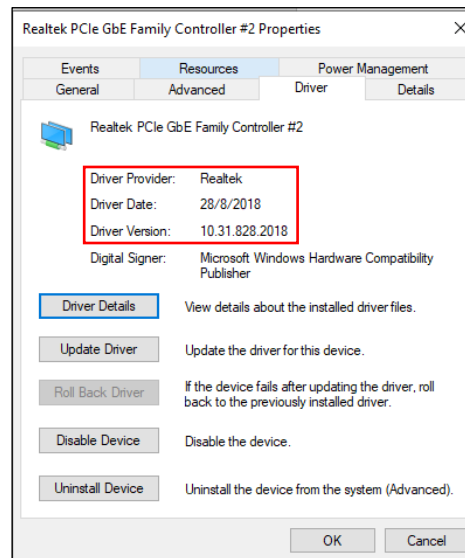 Realtek PCIe GbE Family Controller #2 Properties
Events Resources Power Management
General Advanced Driver Details
Realtek PCIe GbE Family Controller #2
Driver Provider: Realtek
Driver Date: 28/8/2018
Driver Version: 10.31.828.2018
Digital Signer: Microsoft Windows Hardware Compatibility
Publisher
Driver Details View details about the installed driver files.
Update Driver Update the driver for this device.
Roll Back Driver If the device fails after updating the driver, roll
back to the previously installed driver.
Disable Device Disable the device.
Uninstall Device Uninstall the device from the system (Advanced).
OK Cancel